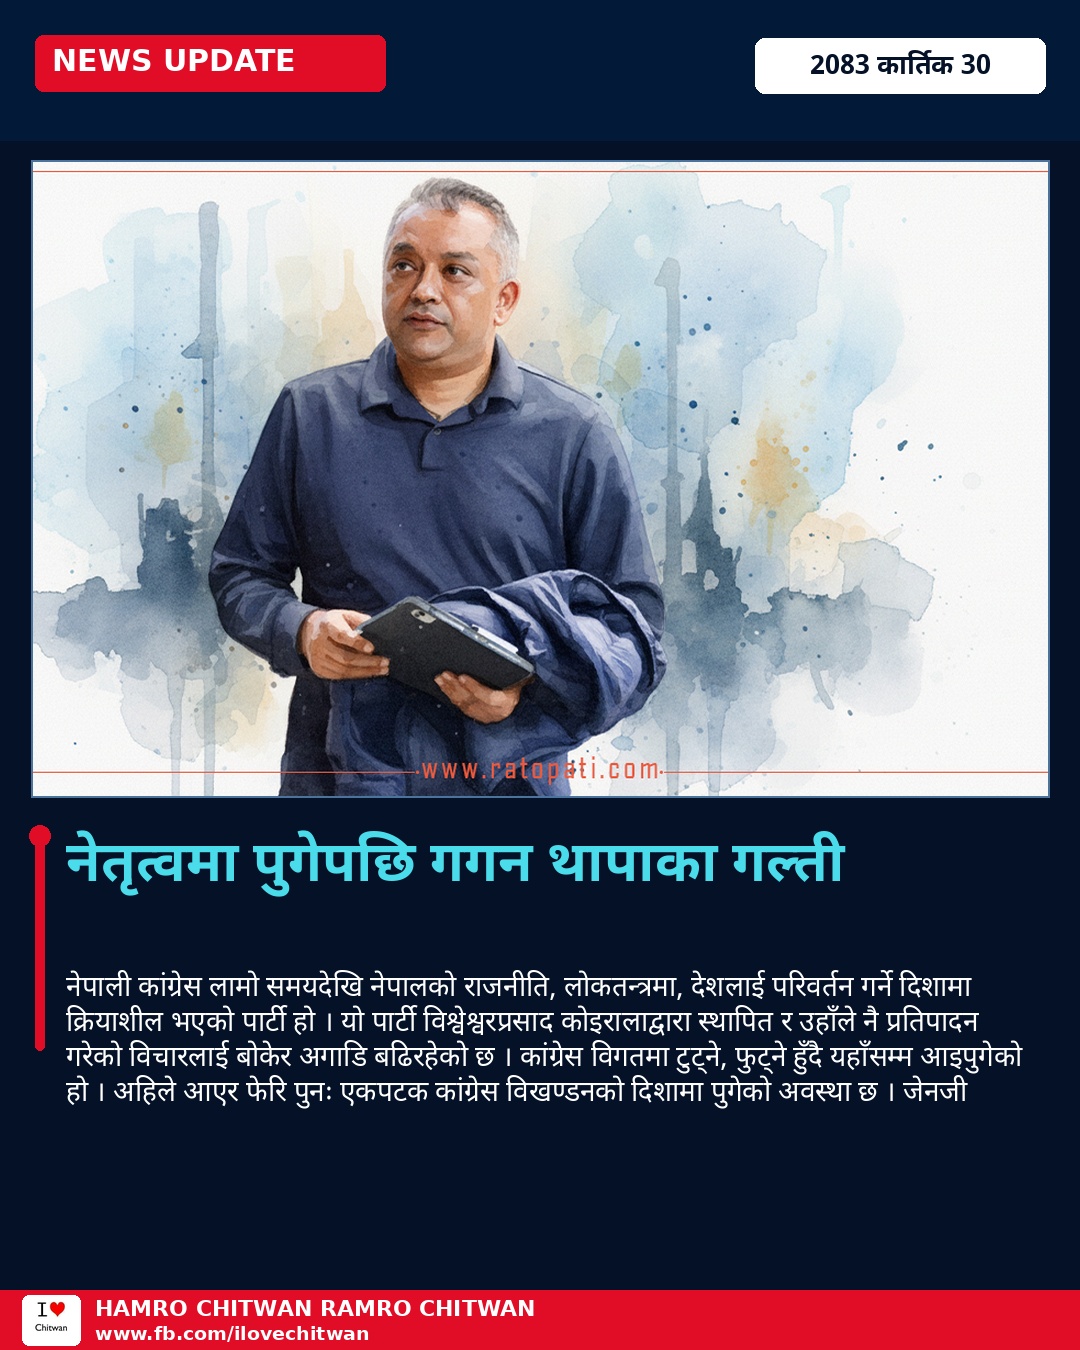 NEWS UPDATE
2083 कार्तिक 30
www.ratopati.com
नेतृत्वमा पुगेपछि गगन थापाका गल्ती
नेपाली कांग्रेस लामो समयदेखि नेपालको राजनीति, लोकतन्त्रमा, देशलाई परिवर्तन गर्ने दिशामा
क्रियाशील भएको पार्टी हो । यो पार्टी विश्वेश्वरप्रसाद कोइरालाद्वारा स्थापित र उहाँले नै प्रतिपादन
गरेको विचारलाई बोकेर अगाडि बढिरहेको छ । कांग्रेस विगतमा टुट्ने, फुट्ने हुँदै यहाँसम्म आइपुगेको
हो । अहिले आएर फेरि पुनः एकपटक कांग्रेस विखण्डनको दिशामा पुगेको अवस्था छ । जेनजी
I ♥
Chitwan
HAMRO CHITWAN RAMRO CHITWAN
www.fb.com/ilovechitwan